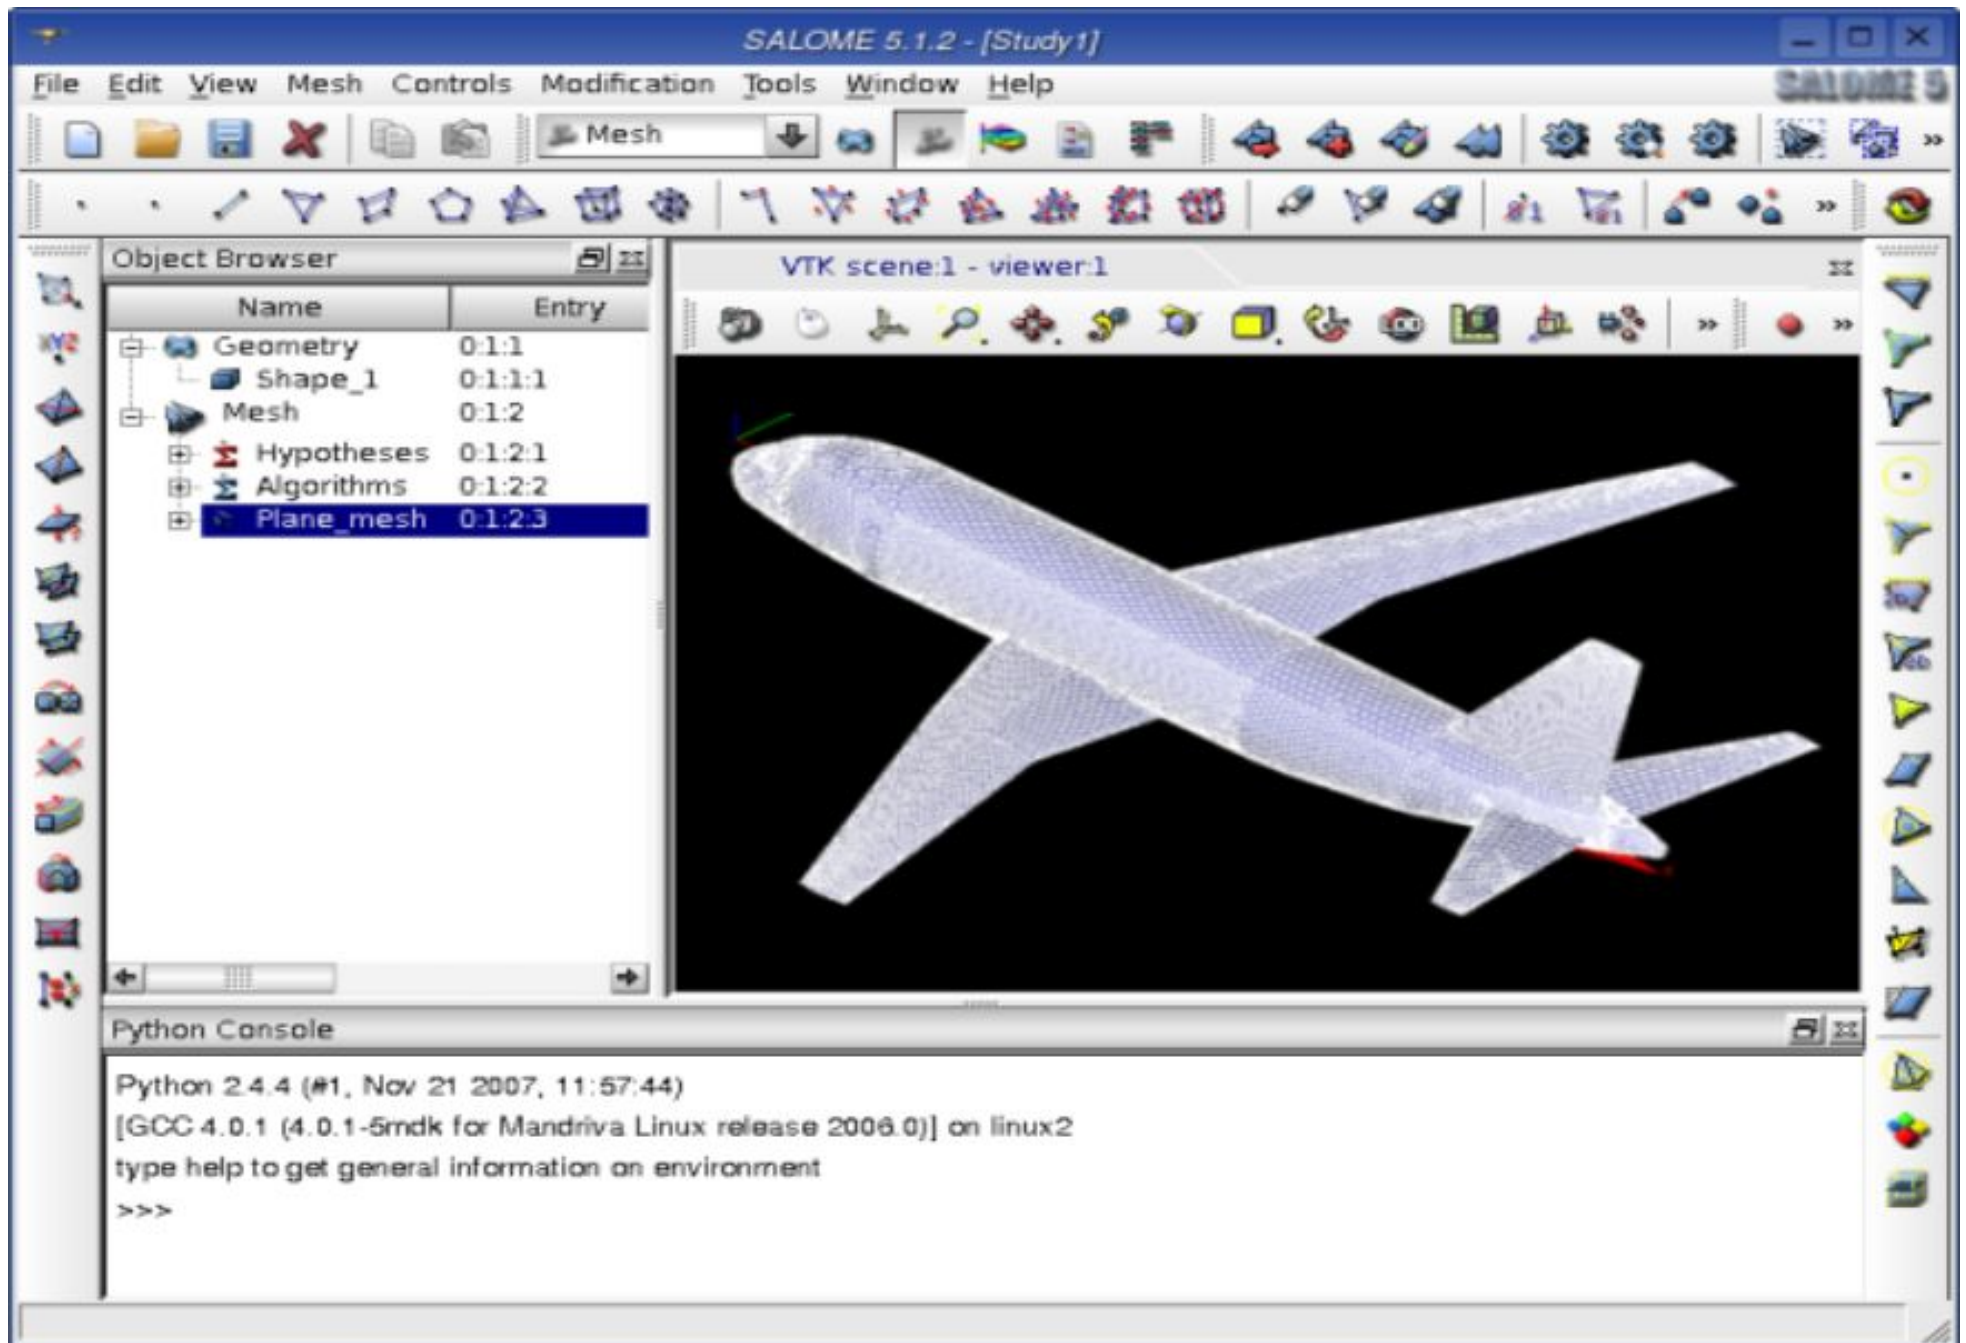 SALOME 5.1.2 - [Study1]
File Edit View Mesh Controls Modification Tools Window Help
SALOME 5
Mesh
Object Browser
Name Entry
Geometry 0:1:1
Shape_1 0:1:1:1
Mesh 0:1:2
Hypotheses 0:1:2:1
Algorithms 0:1:2:2
Plane_mesh 0:1:2:3
VTK scene:1 - viewer:1
Python Console
Python 2.4.4 (#1, Nov 21 2007, 11:57:44)
[GCC 4.0.1 (4.0.1-5mdk for Mandriva Linux release 2006.0)] on linux2
type help to get general information on environment
>>>